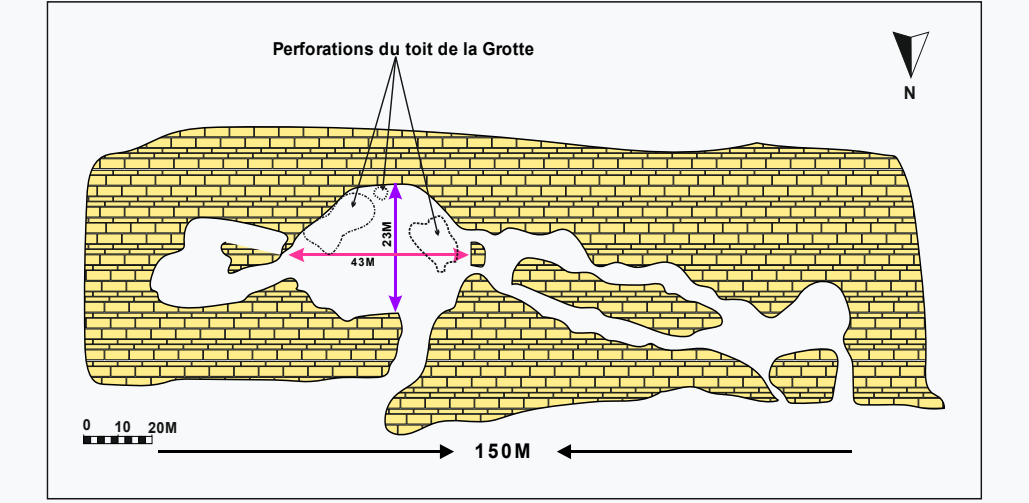 Perforations du toit de la Grotte
N
23M
43M
0 10 20M
150M